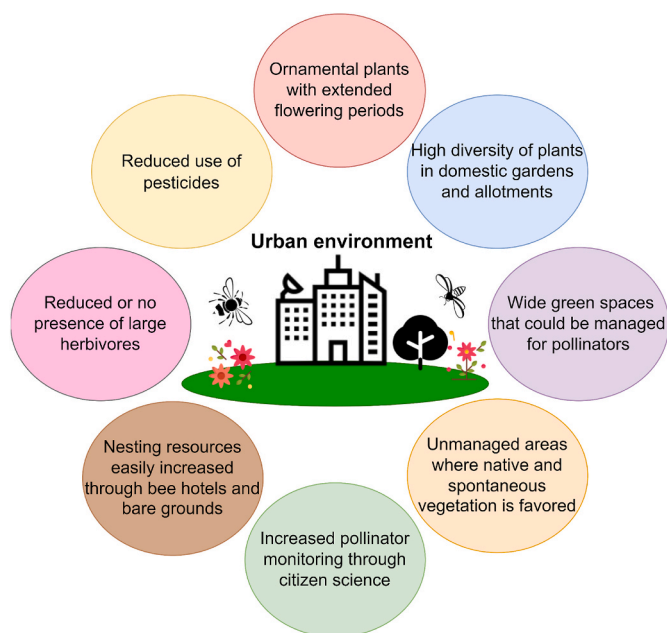 Ornamental plants
with extended
flowering periods
High diversity of plants
in domestic gardens
and allotments
Wide green spaces
that could be managed
for pollinators
Unmanaged areas
where native and
spontaneous
vegetation is favored
Increased pollinator
monitoring through
citizen science
Nesting resources
easily increased
through bee hotels and
bare grounds
Reduced or no
presence of large
herbivores
Reduced use of
pesticides
Urban environment